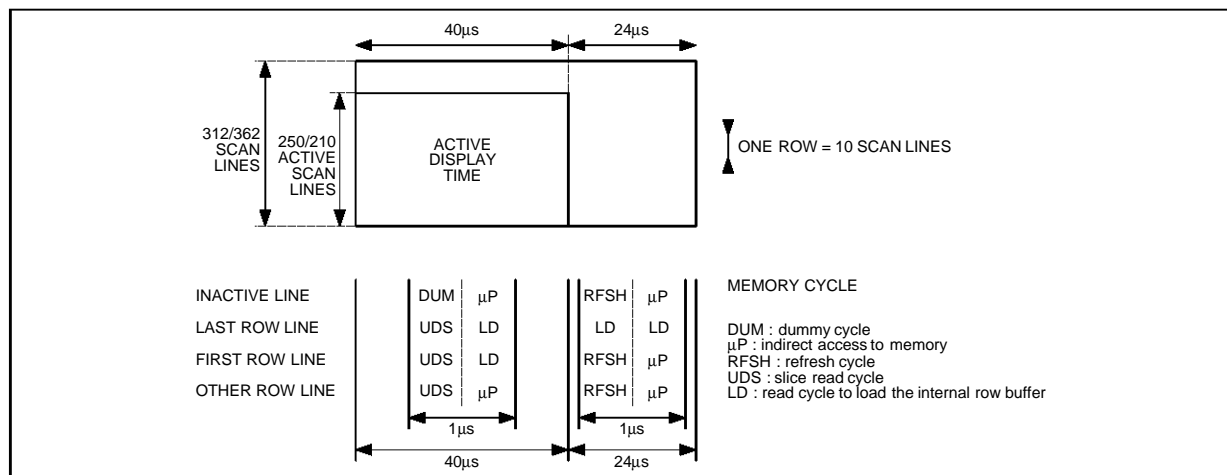 40µs 24µs
312/362
SCAN
LINES
250/210
ACTIVE
SCAN
LINES
ACTIVE
DISPLAY
TIME
ONE ROW = 10 SCAN LINES
INACTIVE LINE DUM µP RFSH µP
LAST ROW LINE UDS LD LD LD
FIRST ROW LINE UDS LD RFSH µP
OTHER ROW LINE UDS µP RFSH µP
1µs 1µs
40µs 24µs
MEMORY CYCLE
DUM : dummy cycle
µP : indirect access to memory
RFSH : refresh cycle
UDS : slice read cycle
LD : read cycle to load the internal row buffer